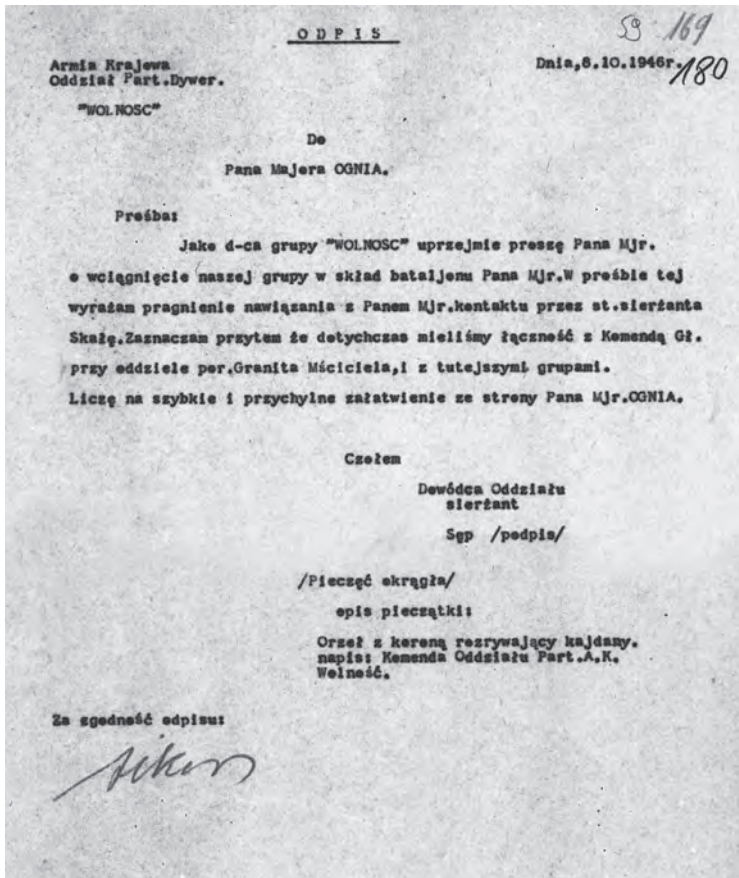 O D P I S
59 169
Armia Krajowa
Oddział Part.Dywer.
Dnia,8.10.1946r.
180
"WOLNOSC"
Do
Pana Majora OGNIA.
Prośba:
Jako d-ca grupy "WOLNOSC" uprzejmie proszę Pana Mjr.
o wciągnięcie naszej grupy w skład bataljonu Pana Mjr.W prośbie tej
wyrażam pragnienie nawiązania z Panem Mjr.kontaktu przez st.sierżanta
Skałę.Zaznaczam przytem że dotychczas mieliśmy łączność z Komendą Gł.
przy oddziele por.Granita Mściciela,i z tutejszymi grupami.
Liczę na szybkie i przychylne załatwienie ze strony Pana Mjr.OGNIA.
Czołem
Dowódca Oddziału
sierżant
Sęp /podpis/
/Pieczęć okrągła/
opis pieczątki:
Orzeł z koroną rozrywający kajdany.
napis: Komenda Oddziału Part.A.K.
Wolność.
Za zgodność odpisu: